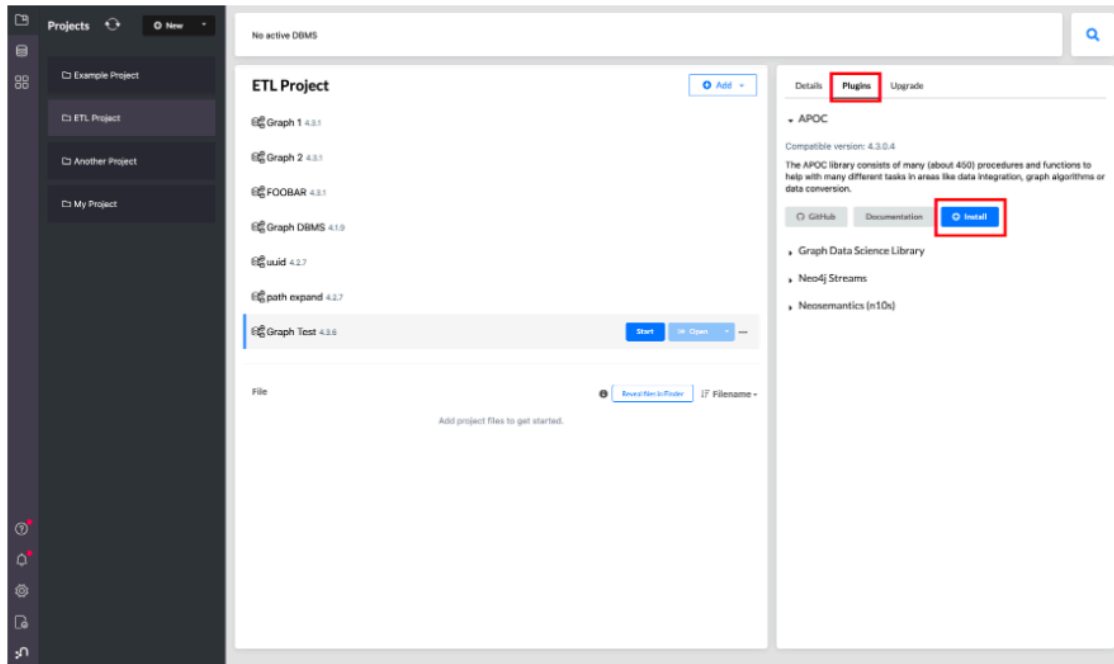 Projects
New
Example Project
ETL Project
Another Project
My Project
No active DBMS
ETL Project
Add
Graph 1 4.3.1
Graph 2 4.3.1
FOOBAR 4.3.1
Graph DBMS 4.1.9
uuid 4.2.7
path expand 4.2.7
Graph Test 4.3.6
Start
Open
File
Reveal files in Finder
Filename
Add project files to get started.
Details Plugins Upgrade
APOC
Compatible version: 4.3.0.4
The APOC library consists of many (about 450) procedures and functions to
help with many different tasks in areas like data integration, graph algorithms or
data conversion.
GitHub Documentation Install
Graph Data Science Library
Neo4j Streams
Neosemantics (n10s)